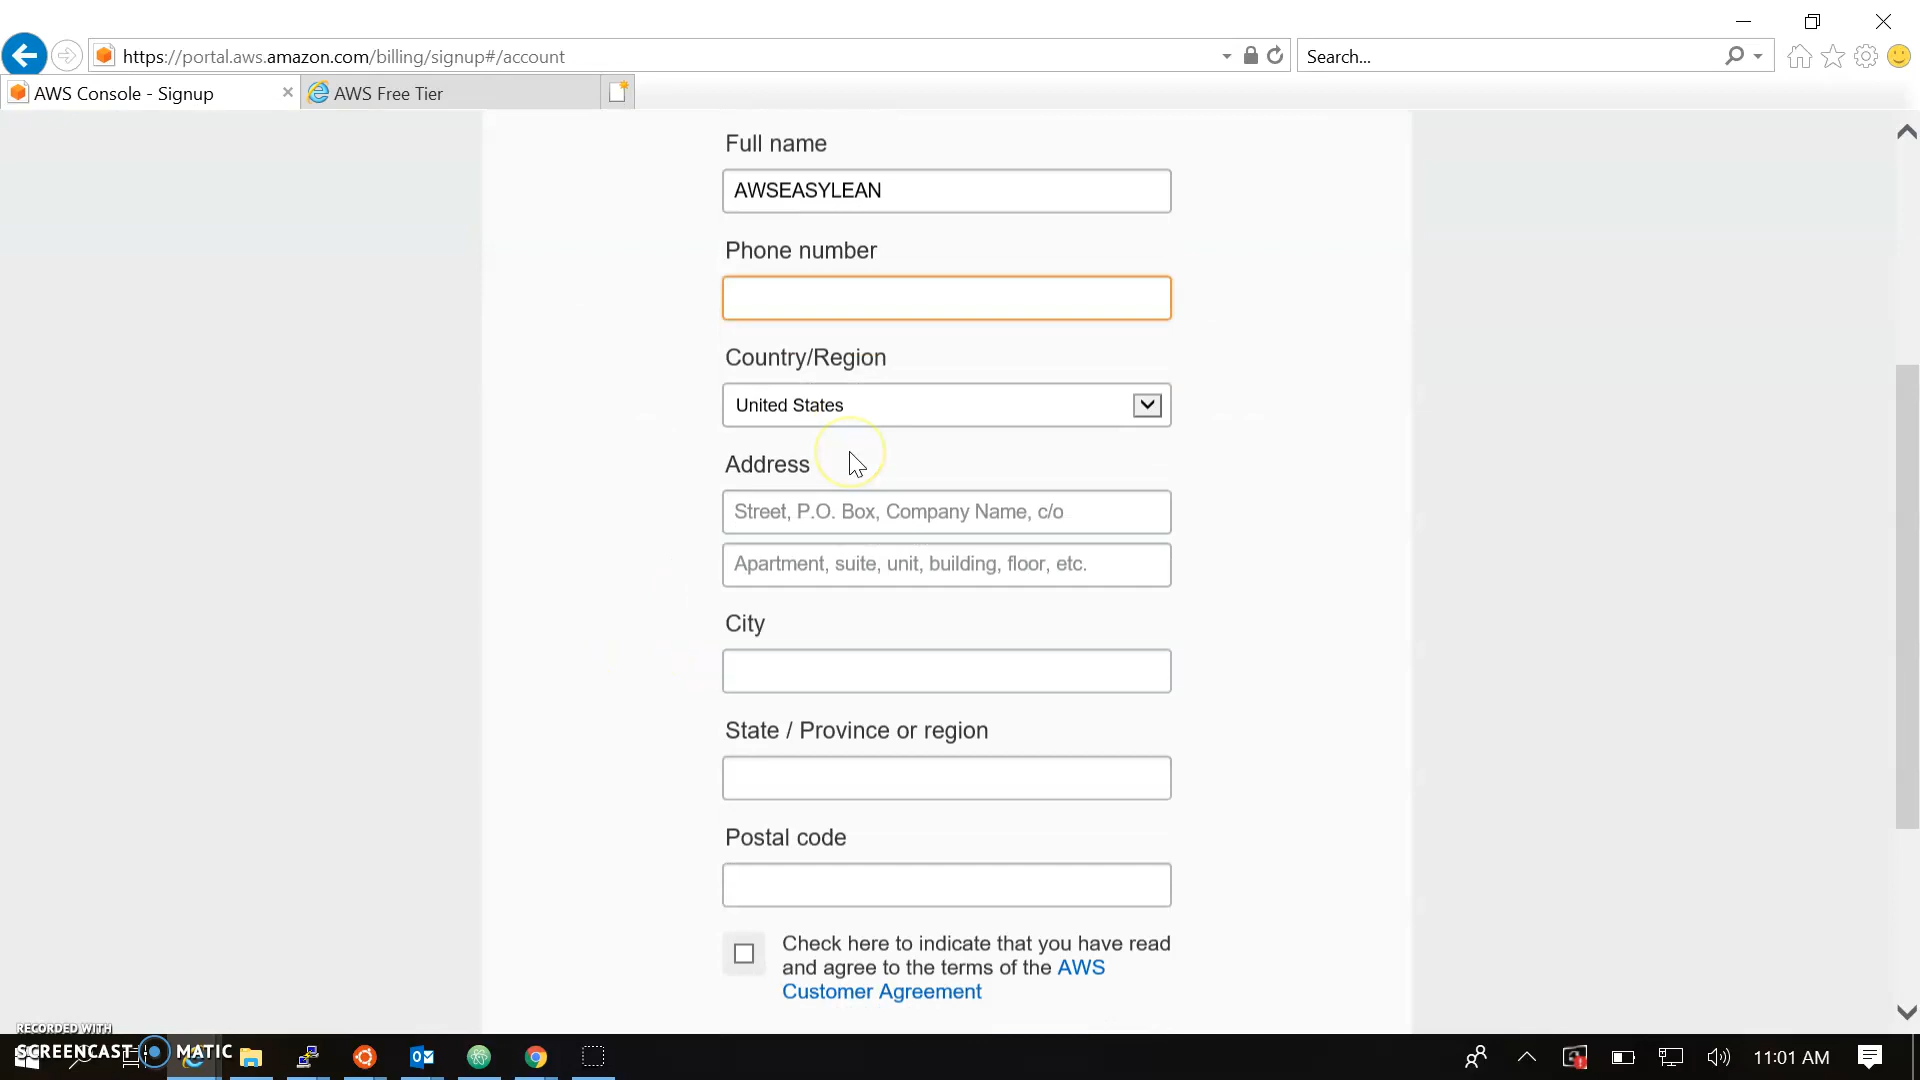 https://portal.aws.amazon.com/billing/signup#/account
Search...
AWS Console - Signup
AWS Free Tier
Full name
AWSEASYLEAN
Phone number
Country/Region
United States
Address
Street, P.O. Box, Company Name, c/o
Apartment, suite, unit, building, floor, etc.
City
State / Province or region
Postal code
Check here to indicate that you have read
and agree to the terms of the AWS
Customer Agreement
RECORDED WITH
SCREENCAST MATIC
11:01 AM